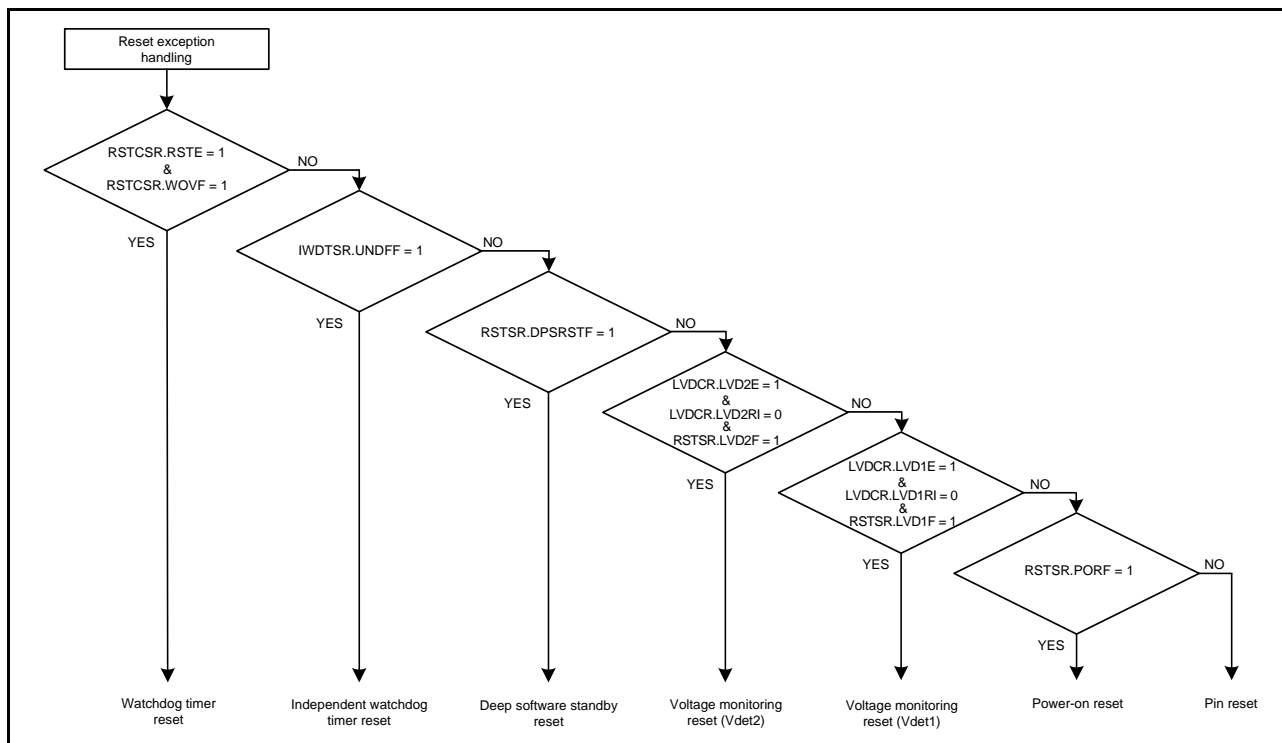 Reset exception
handling
RSTCSR.RSTE = 1
&
RSTCSR.WOVF = 1
NO
YES
IWDTSR.UNDFF = 1
NO
YES
RSTSR.DPSRSTF = 1
NO
YES
LVDCR.LVD2E = 1
&
LVDCR.LVD2RI = 0
&
RSTSR.LVD2F = 1
NO
YES
LVDCR.LVD1E = 1
&
LVDCR.LVD1RI = 0
&
RSTSR.LVD1F = 1
NO
YES
RSTSR.PORF = 1
NO
YES
Watchdog timer
reset
Independent watchdog
timer reset
Deep software standby
reset
Voltage monitoring
reset (Vdet2)
Voltage monitoring
reset (Vdet1)
Power-on reset
Pin reset